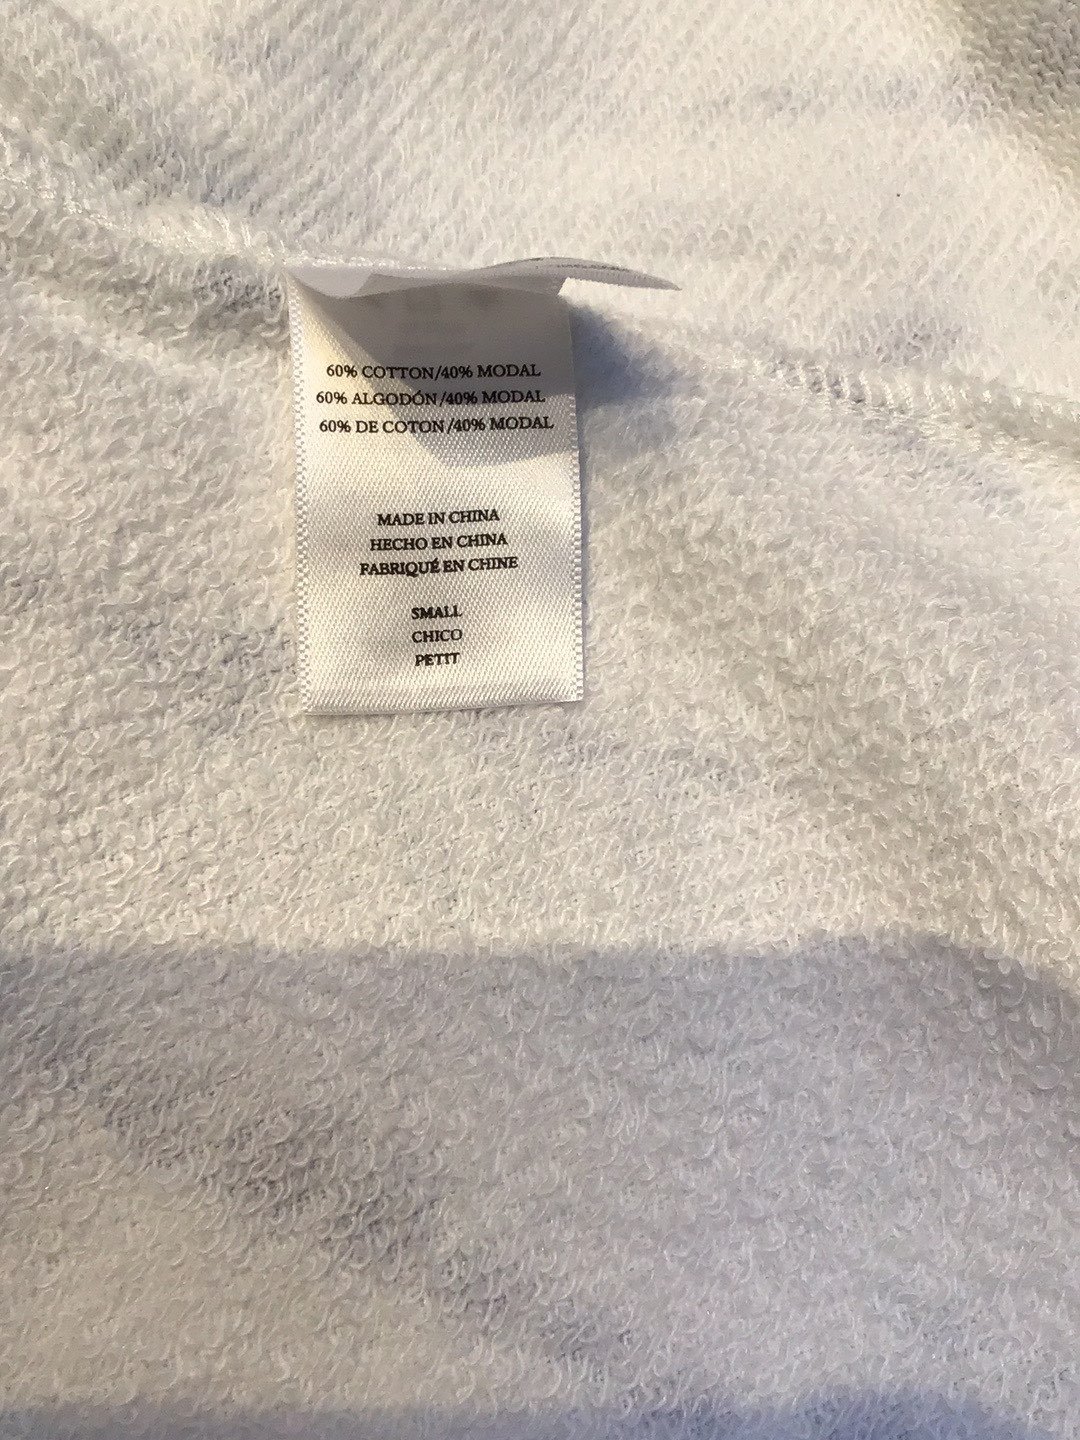 60% COTTON/40% MODAL
60% ALGODÓN/40% MODAL
60% DE COTON/40% MODAL
MADE IN CHINA
HECHO EN CHINA
FABRIQUÉ EN CHINE
SMALL
CHICO
PETIT